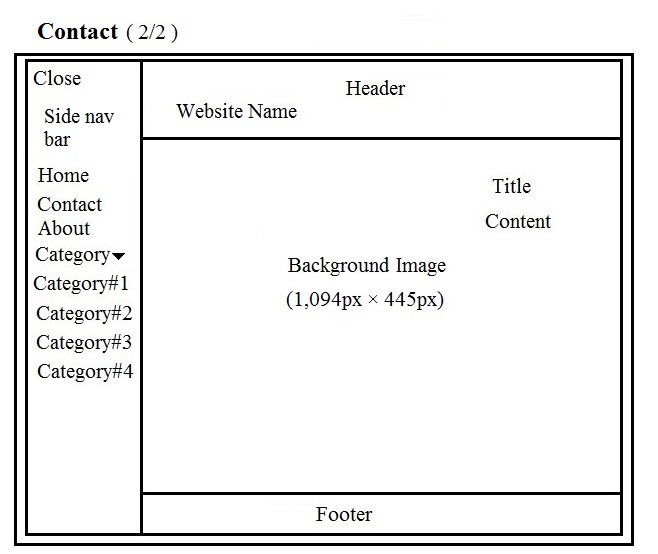 Contact ( 2/2 )
Close
Side nav
bar
Home
Contact
About
Category
Category#1
Category#2
Category#3
Category#4
Header
Website Name
Title
Content
Background Image
(1,094px × 445px)
Footer